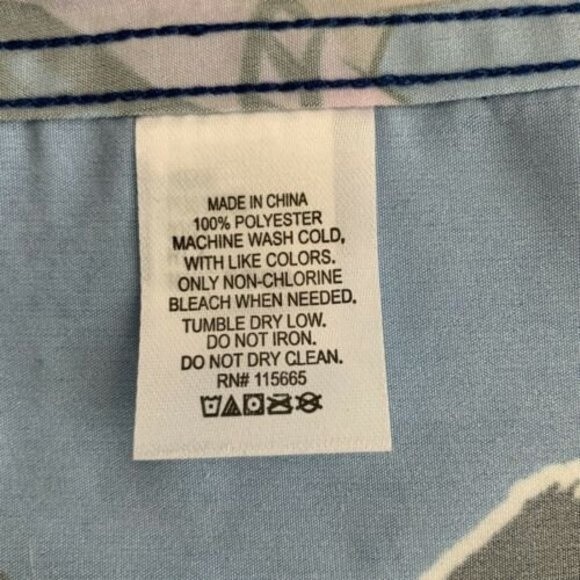 MADE IN CHINA
100% POLYESTER
MACHINE WASH COLD,
WITH LIKE COLORS.
ONLY NON-CHLORINE
BLEACH WHEN NEEDED.
TUMBLE DRY LOW.
DO NOT IRON.
DO NOT DRY CLEAN.
RN# 115665